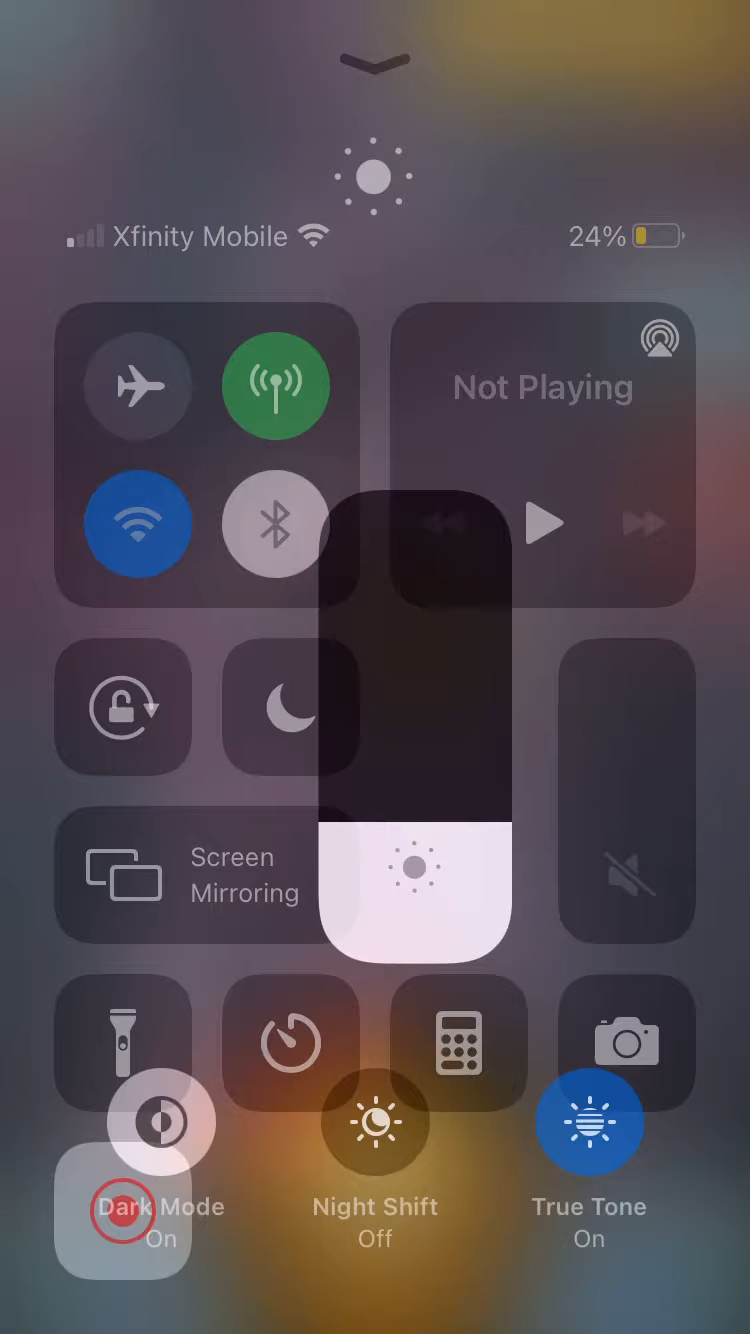 Xfinity Mobile 24%
Not Playing
Screen
Mirroring
Dark Mode
On
Night Shift
Off
True Tone
On